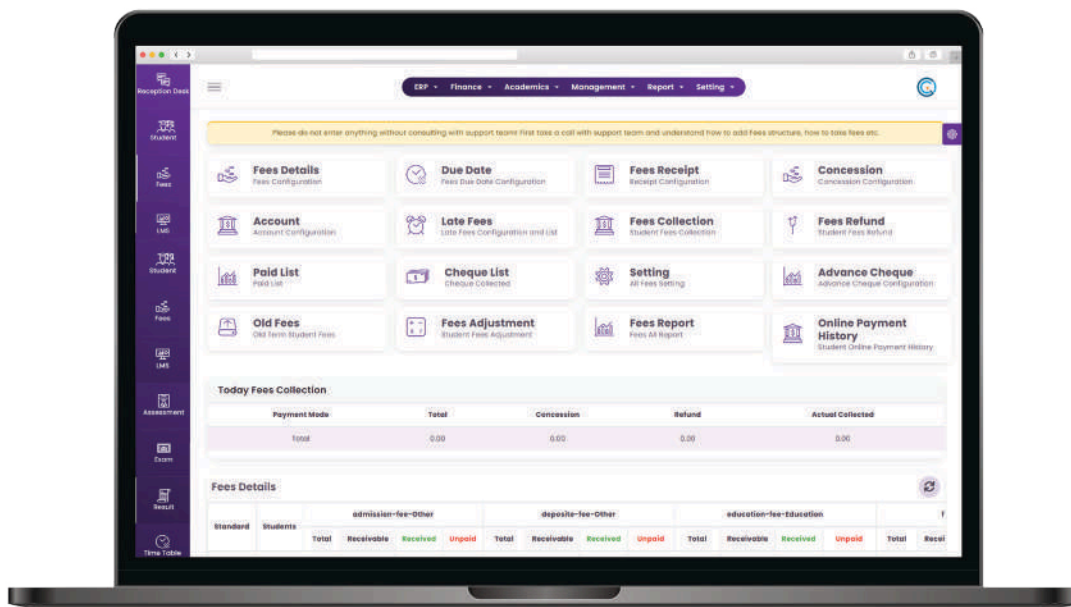 ERP Finance Academics Management Report Setting
Reception Desk
Student
Fees
LMS
Student
Fees
LMS
Assessment
Exam
Result
Time Table
Please do not enter anything without consulting with support team! First take a call with support team and understand how to add Fees structure, how to take fees etc.
Fees Details
Fees Configuration
Due Date
Fees Due Date Configuration
Fees Receipt
Receipt Configuration
Concession
Concession Configuration
Account
Account Configuration
Late Fees
Late Fees Configuration and List
Fees Collection
Student Fees Collection
Fees Refund
Student Fees Refund
Paid List
Paid List
Cheque List
Cheque Collected
Setting
All Fees Setting
Advance Cheque
Advance Cheque Configuration
Old Fees
Old Term Student Fees
Fees Adjustment
Student Fees Adjustment
Fees Report
Fees All Report
Online Payment
History
Student Online Payment History
Today Fees Collection
Payment Mode Total Concession Refund Actual Collected
Total 0.00 0.00 0.00 0.00
Fees Details
admission-fee-Other deposite-fee-Other education-fee-Education
Standard Students
Total Receivable Received Unpaid Total Receivable Received Unpaid Total Receivable Received Unpaid Total Recei